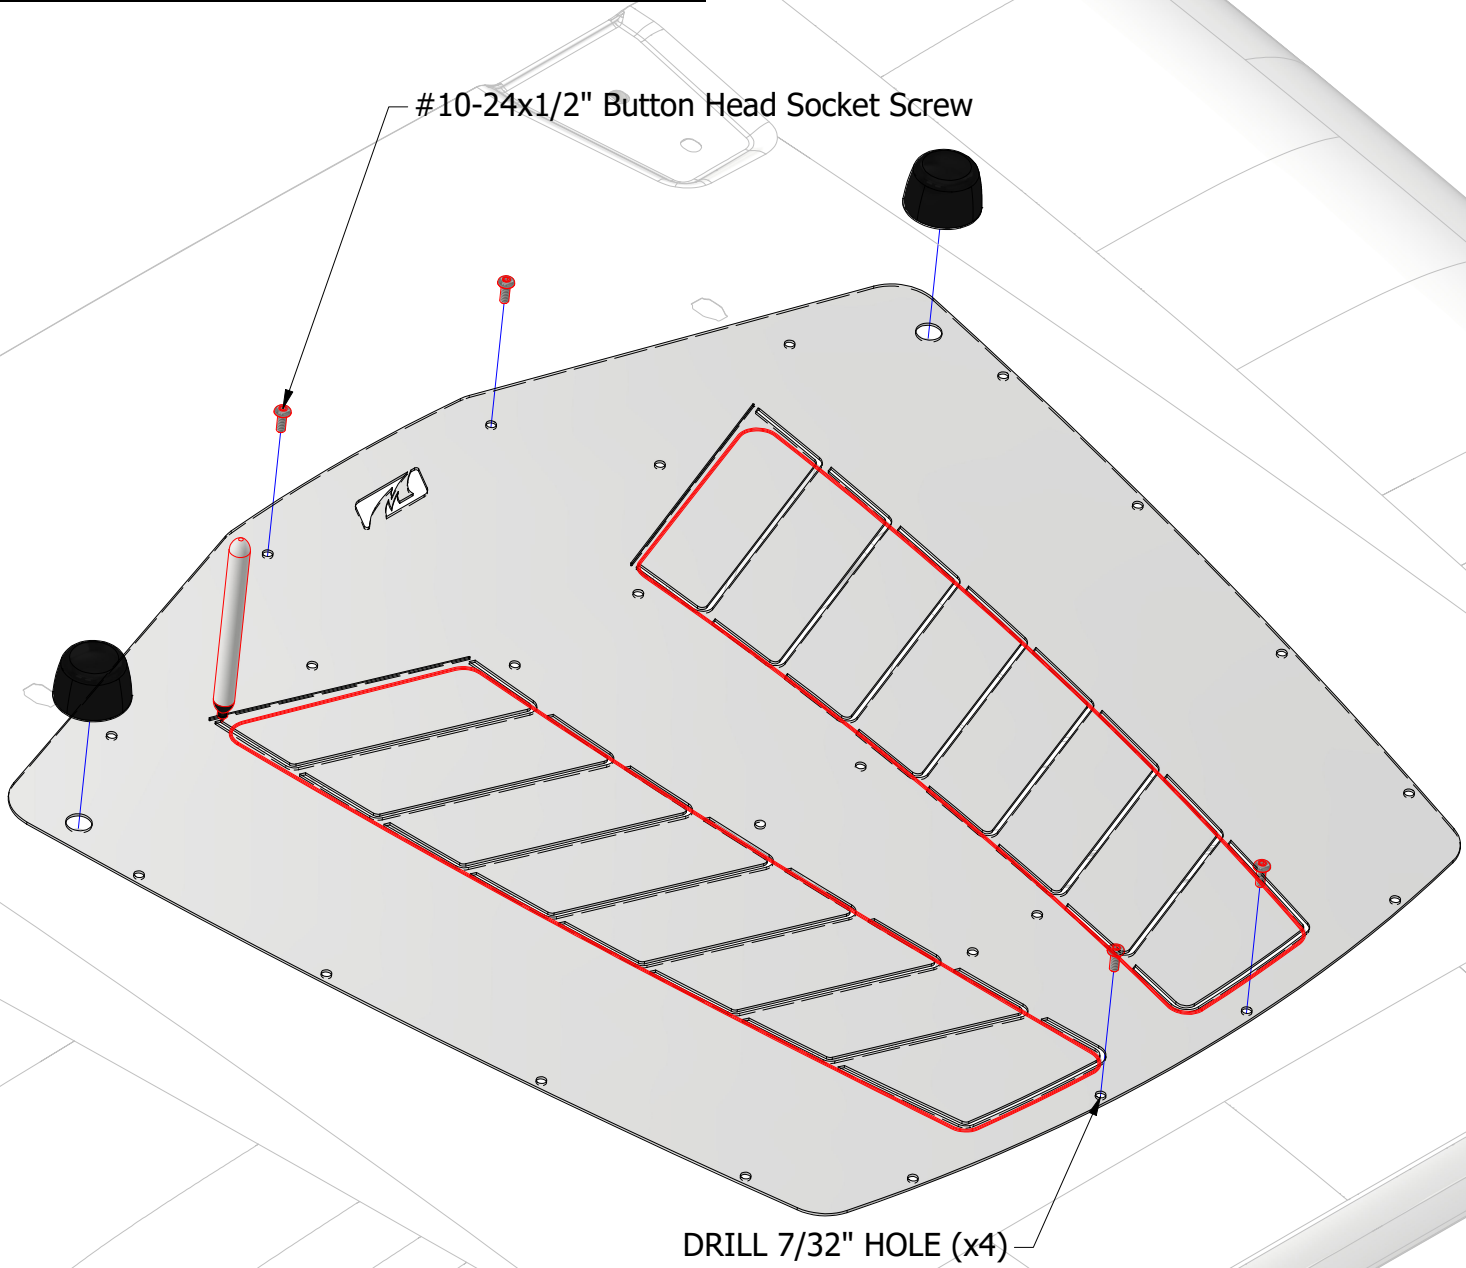 #10-24x1/2" Button Head Socket Screw
DRILL 7/32" HOLE (x4)